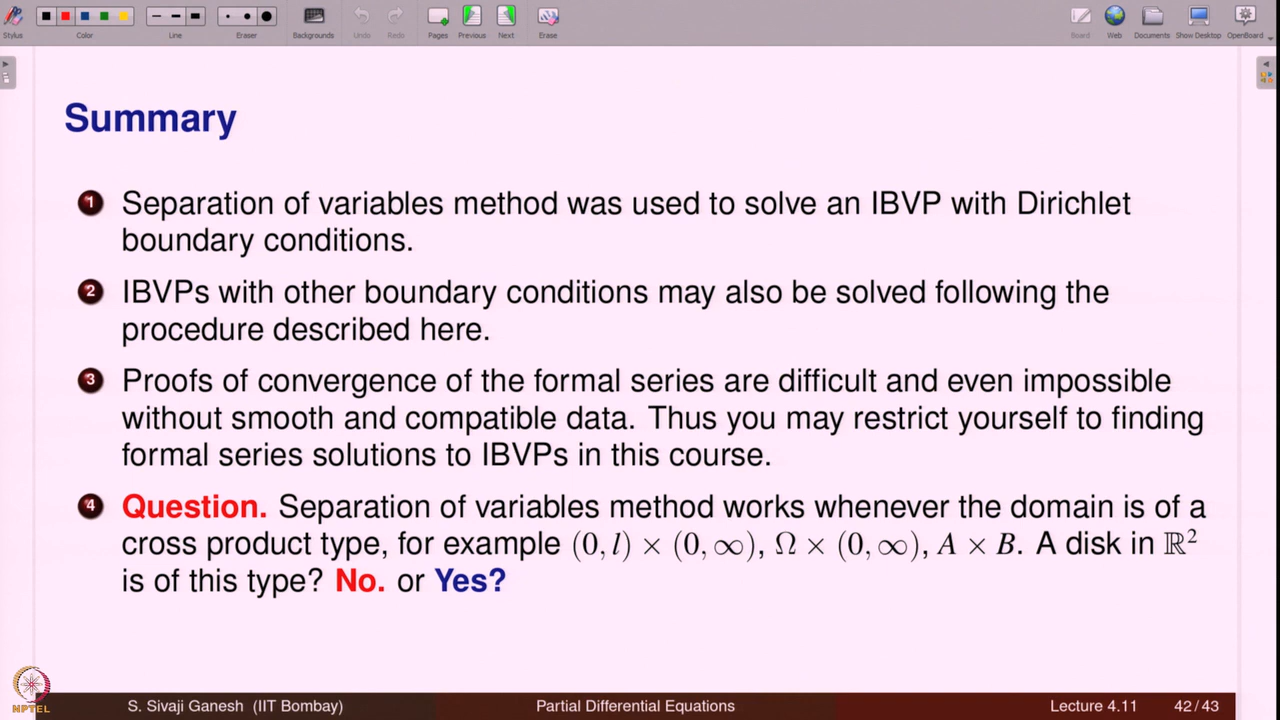 Stylus Color Line Eraser Backgrounds Undo Redo Pages Previous Next Erase Board Web Documents Show Desktop OpenBoard
Summary
1 Separation of variables method was used to solve an IBVP with Dirichlet
boundary conditions.
2 IBVPs with other boundary conditions may also be solved following the
procedure described here.
3 Proofs of convergence of the formal series are difficult and even impossible
without smooth and compatible data. Thus you may restrict yourself to finding
formal series solutions to IBVPs in this course.
4 Question. Separation of variables method works whenever the domain is of a
cross product type, for example (0, l) × (0, ∞), Ω × (0, ∞), A × B. A disk in ℝ²
is of this type? No. or Yes?
NPTEL
S. Sivaji Ganesh (IIT Bombay) Partial Differential Equations Lecture 4.11 42/43